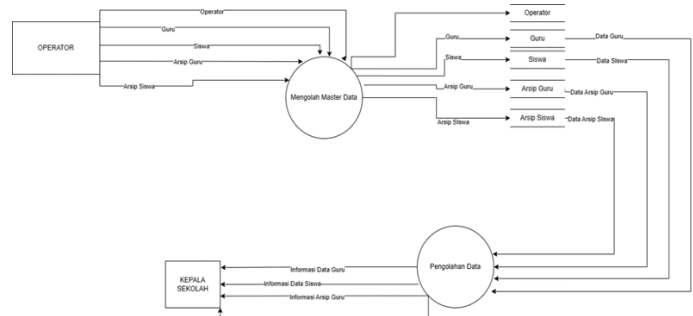 Operator
Guru
Siswa
Arsip Guru
Arsip Siswa
OPERATOR
Mengolah Master Data
Guru
Siswa
Arsip Guru
Arsip Siswa
Operator
Guru
Siswa
Arsip Guru
Arsip Siswa
Data Guru
Data Siswa
Data Arsip Guru
Data Arsip Siswa
Pengolahan Data
Informasi Data Guru
Informasi Data Siswa
Informasi Arsip Guru
KEPALA
SEKOLAH